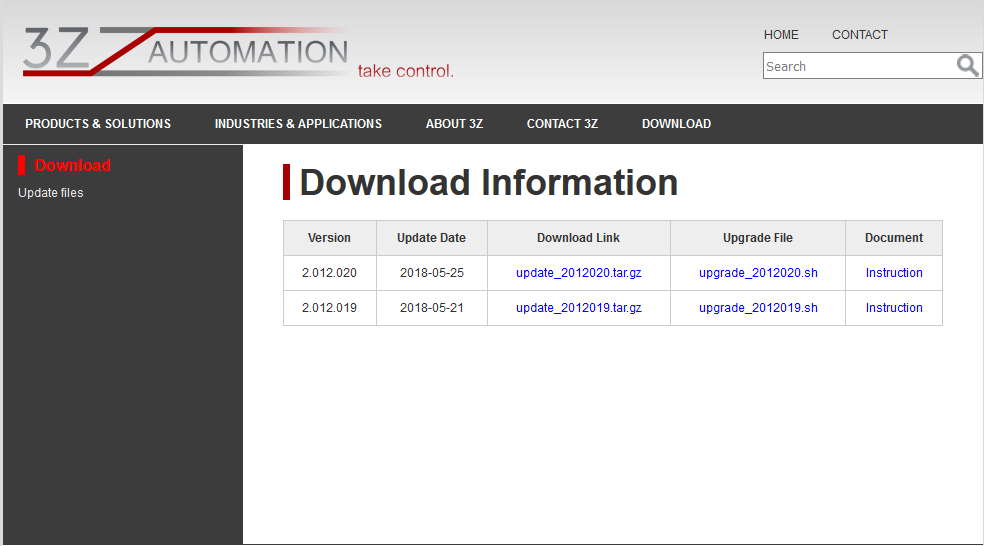 3Z AUTOMATION take control.
HOME CONTACT
Search
PRODUCTS & SOLUTIONS INDUSTRIES & APPLICATIONS ABOUT 3Z CONTACT 3Z DOWNLOAD
Download
Update files
Download Information
Version Update Date Download Link Upgrade File Document
2.012.020 2018-05-25 update_2012020.tar.gz upgrade_2012020.sh Instruction
2.012.019 2018-05-21 update_2012019.tar.gz upgrade_2012019.sh Instruction